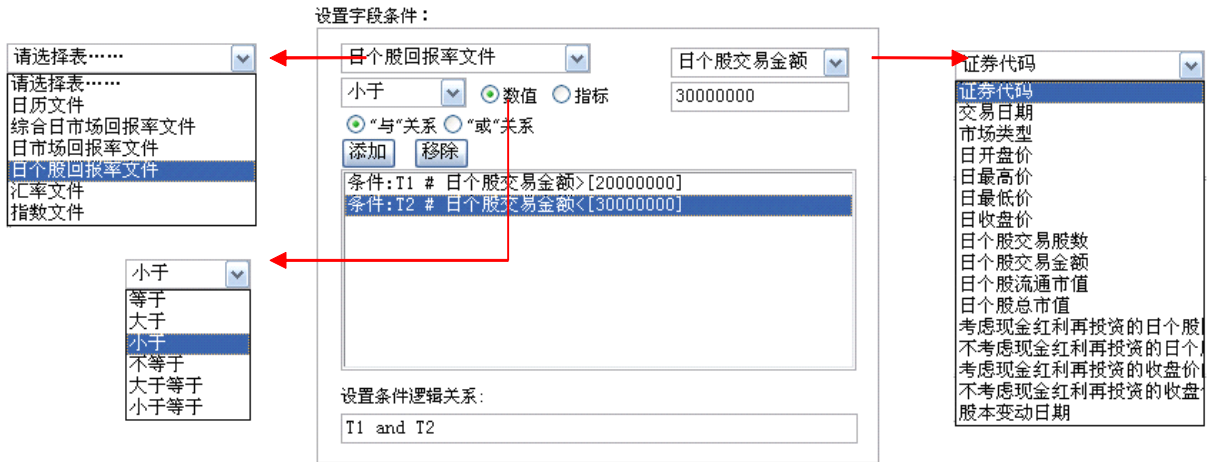 设置字段条件：
请选择表……
请选择表……
日历文件
综合日市场回报率文件
日市场回报率文件
日个股回报率文件
汇率文件
指数文件
日个股回报率文件
日个股交易金额
小于
数值
指标
30000000
“与“关系
“或“关系
添加
移除
条件:T1 # 日个股交易金额>[20000000]
条件:T2 # 日个股交易金额<[30000000]
设置条件逻辑关系:
T1 and T2
小于
等于
大于
小于
不等于
大于等于
小于等于
证券代码
证券代码
交易日期
市场类型
日开盘价
日最高价
日最低价
日收盘价
日个股交易股数
日个股交易金额
日个股流通市值
日个股总市值
考虑现金红利再投资的日个股
不考虑现金红利再投资的日个
考虑现金红利再投资的收盘价
不考虑现金红利再投资的收盘
股本变动日期